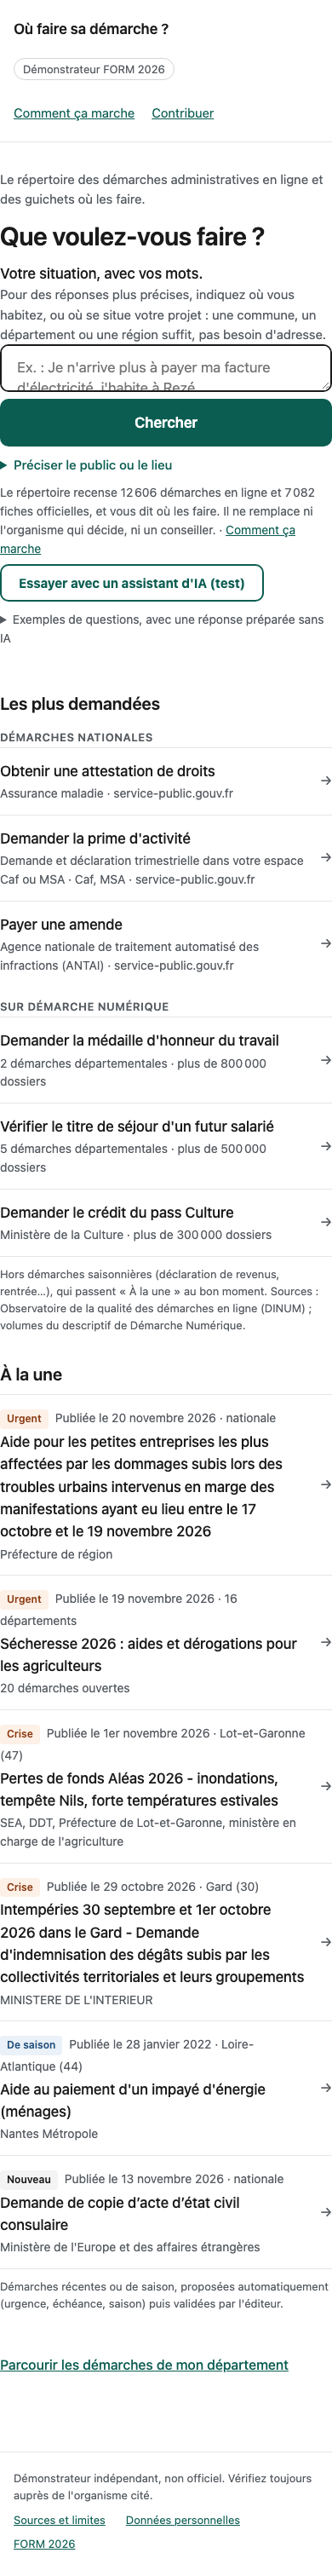 Où faire sa démarche ?
Démonstrateur FORM 2026
Comment ça marche Contribuer
Le répertoire des démarches administratives en ligne et
des guichets où les faire.
Que voulez-vous faire ?
Votre situation, avec vos mots.
Pour des réponses plus précises, indiquez où vous
habitez, ou où se situe votre projet : une commune, un
département ou une région suffit, pas besoin d'adresse.
Ex. : Je n'arrive plus à payer ma facture
d'électricité, j'habite à Rezé
Chercher
Préciser le public ou le lieu
Le répertoire recense 12 606 démarches en ligne et 7 082
fiches officielles, et vous dit où les faire. Il ne remplace ni
l'organisme qui décide, ni un conseiller. · Comment ça
marche
Essayer avec un assistant d'IA (test)
Exemples de questions, avec une réponse préparée sans
IA
Les plus demandées
DÉMARCHES NATIONALES
Obtenir une attestation de droits
Assurance maladie · service-public.gouv.fr
→
Demander la prime d'activité
Demande et déclaration trimestrielle dans votre espace
Caf ou MSA · Caf, MSA · service-public.gouv.fr
→
Payer une amende
Agence nationale de traitement automatisé des
infractions (ANTAI) · service-public.gouv.fr
→
SUR DÉMARCHE NUMÉRIQUE
Demander la médaille d'honneur du travail
2 démarches départementales · plus de 800 000
dossiers
→
Vérifier le titre de séjour d'un futur salarié
5 démarches départementales · plus de 500 000
dossiers
→
Demander le crédit du pass Culture
Ministère de la Culture · plus de 300 000 dossiers
→
Hors démarches saisonnières (déclaration de revenus,
rentrée…), qui passent « À la une » au bon moment. Sources :
Observatoire de la qualité des démarches en ligne (DINUM) ;
volumes du descriptif de Démarche Numérique.
À la une
Urgent Publiée le 20 novembre 2026 · nationale
Aide pour les petites entreprises les plus
affectées par les dommages subis lors des
troubles urbains intervenus en marge des
manifestations ayant eu lieu entre le 17
octobre et le 19 novembre 2026
Préfecture de région
→
Urgent Publiée le 19 novembre 2026 · 16
départements
Sécheresse 2026 : aides et dérogations pour
les agriculteurs
20 démarches ouvertes
→
Crise Publiée le 1er novembre 2026 · Lot-et-Garonne
(47)
Pertes de fonds Aléas 2026 - inondations,
tempête Nils, forte températures estivales
SEA, DDT, Préfecture de Lot-et-Garonne, ministère en
charge de l'agriculture
→
Crise Publiée le 29 octobre 2026 · Gard (30)
Intempéries 30 septembre et 1er octobre
2026 dans le Gard - Demande
d'indemnisation des dégâts subis par les
collectivités territoriales et leurs groupements
MINISTERE DE L'INTERIEUR
→
De saison Publiée le 28 janvier 2022 · Loire-
Atlantique (44)
Aide au paiement d'un impayé d'énergie
(ménages)
Nantes Métropole
→
Nouveau Publiée le 13 novembre 2026 · nationale
Demande de copie d’acte d’état civil
consulaire
Ministère de l'Europe et des affaires étrangères
→
Démarches récentes ou de saison, proposées automatiquement
(urgence, échéance, saison) puis validées par l'éditeur.
Parcourir les démarches de mon département
Démonstrateur indépendant, non officiel. Vérifiez toujours
auprès de l'organisme cité.
Sources et limites Données personnelles
FORM 2026